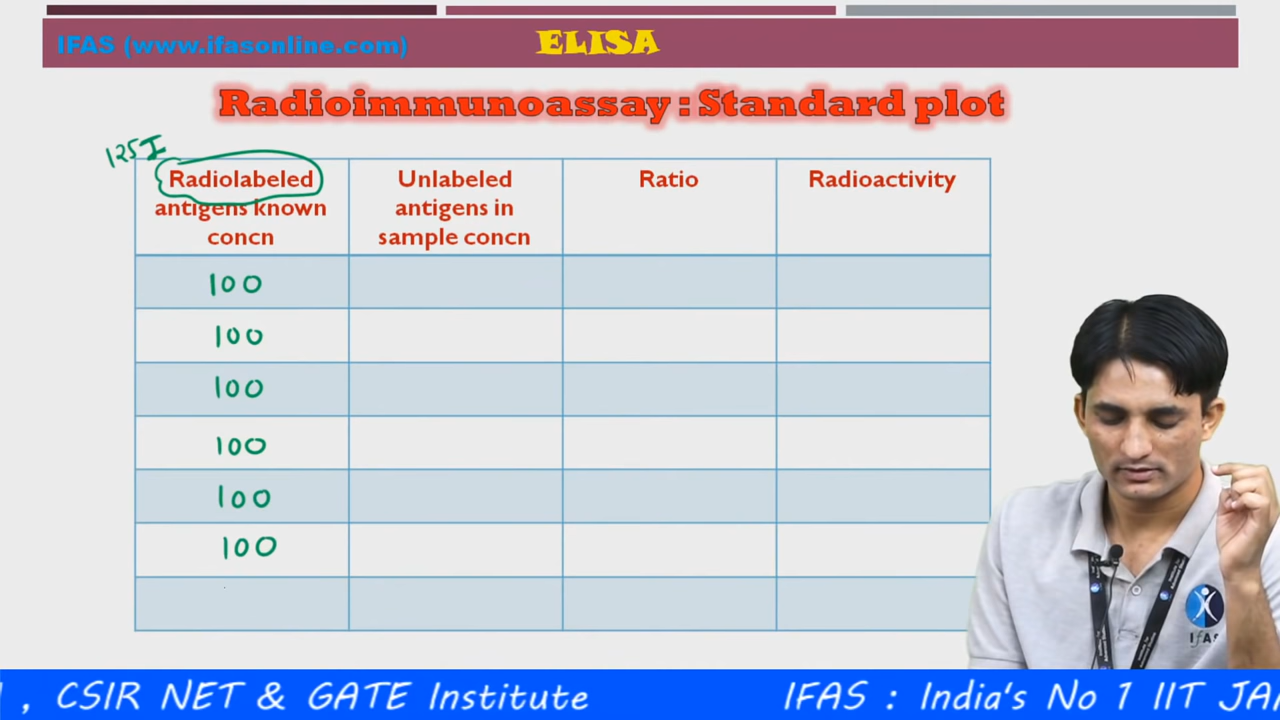 IFAS (www.ifasonline.com)
ELISA
Radioimmunoassay : Standard plot
125I
Radiolabeled antigens known concn
Unlabeled antigens in sample concn
Ratio
Radioactivity
100
100
100
100
100
100
IFAS
, CSIR NET & GATE Institute
IFAS : India's No 1 IIT JA